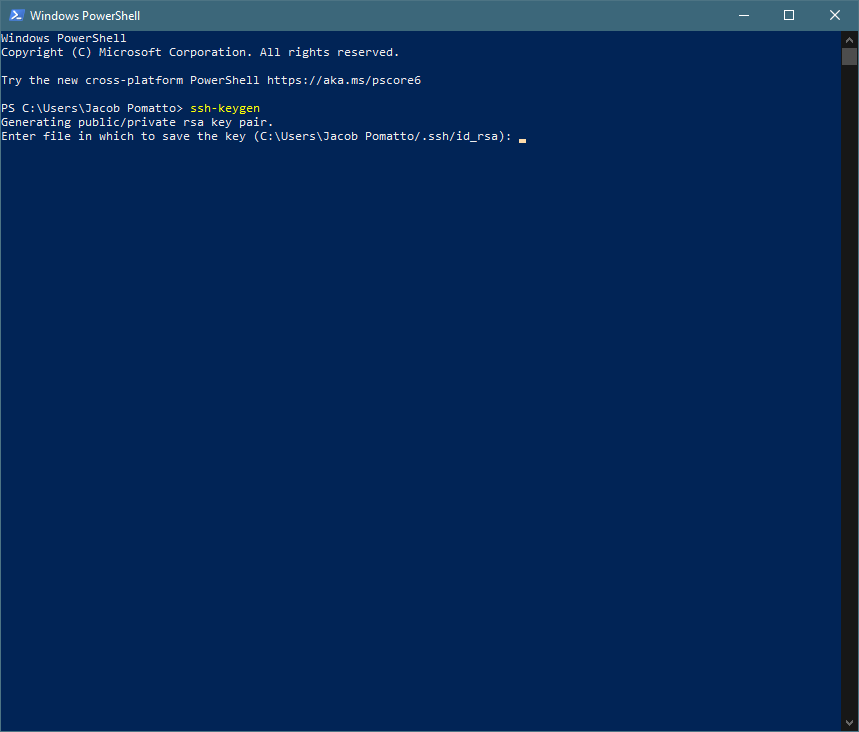 Windows PowerShell
Windows PowerShell
Copyright (C) Microsoft Corporation. All rights reserved.
Try the new cross-platform PowerShell https://aka.ms/pscore6
PS C:\Users\Jacob Pomatto> ssh-keygen
Generating public/private rsa key pair.
Enter file in which to save the key (C:\Users\Jacob Pomatto/.ssh/id_rsa):